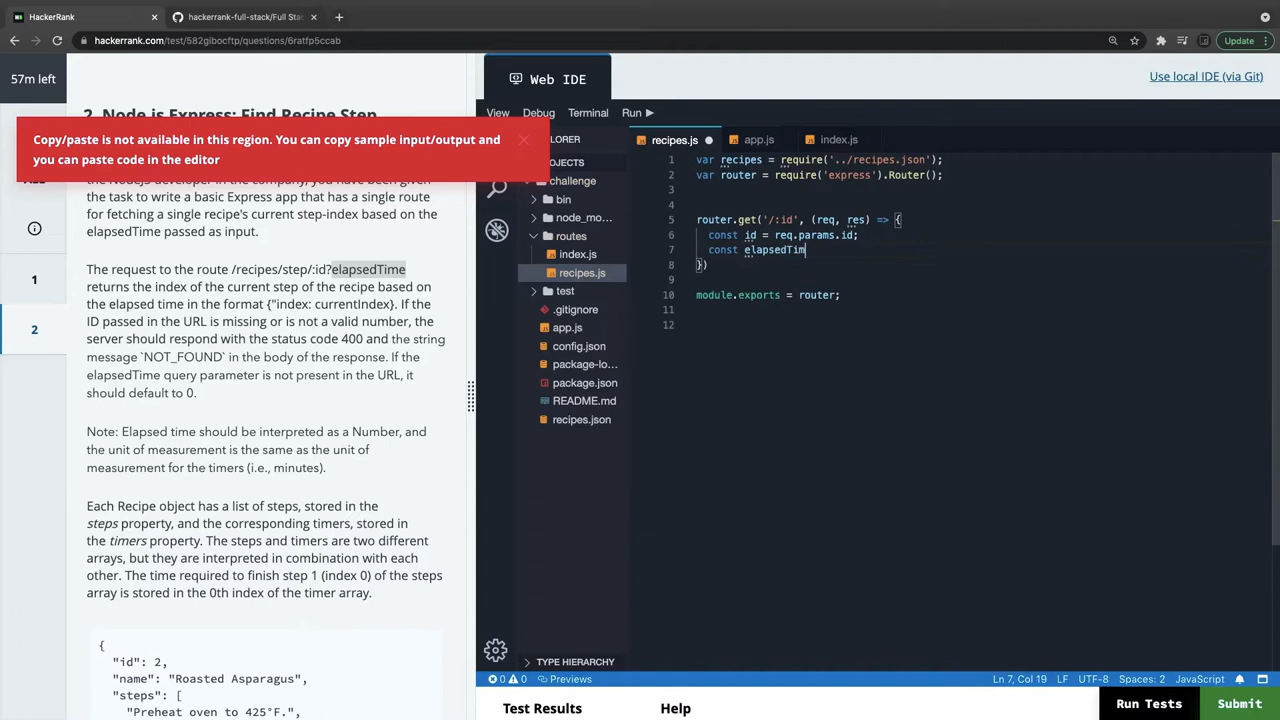 HackerRank
hackerrank-full-stack/Full Stac
hackerrank.com/test/582gibocftp/questions/6ratfp5ccab
Update
57m left
Web IDE
Use local IDE (via Git)
View Debug Terminal Run
2. Node js Express: Find Recipe Step
Copy/paste is not available in this region. You can copy sample input/output and
you can paste code in the editor
the NodeJS developer in the company, you have been given
the task to write a basic Express app that has a single route
for fetching a single recipe's current step-index based on the
elapsedTime passed as input.
The request to the route /recipes/step/:id?elapsedTime
returns the index of the current step of the recipe based on
the elapsed time in the format {"index: currentIndex}. If the
ID passed in the URL is missing or is not a valid number, the
server should respond with the status code 400 and the string
message `NOT_FOUND` in the body of the response. If the
elapsedTime query parameter is not present in the URL, it
should default to 0.
Note: Elapsed time should be interpreted as a Number, and
the unit of measurement is the same as the unit of
measurement for the timers (i.e., minutes).
Each Recipe object has a list of steps, stored in the
steps property, and the corresponding timers, stored in
the timers property. The steps and timers are two different
arrays, but they are interpreted in combination with each
other. The time required to finish step 1 (index 0) of the steps
array is stored in the 0th index of the timer array.
{
"id": 2,
"name": "Roasted Asparagus",
"steps": [
"Preheat oven to 425°F.",
1
2
LORER
OJECTS
challenge
bin
node_mo...
routes
index.js
recipes.js
test
.gitignore
app.js
config.json
package-lo...
package.json
README.md
recipes.json
TYPE HIERARCHY
recipes.js app.js index.js
1 var recipes = require('../recipes.json');
2 var router = require('express').Router();
3
4
5 router.get('/:id', (req, res) => {
6 const id = req.params.id;
7 const elapsedTim
8 })
9
10 module.exports = router;
11
12
0 0 Previews
Ln 7, Col 19 LF UTF-8 Spaces: 2 JavaScript
Test Results Help
Run Tests Submit